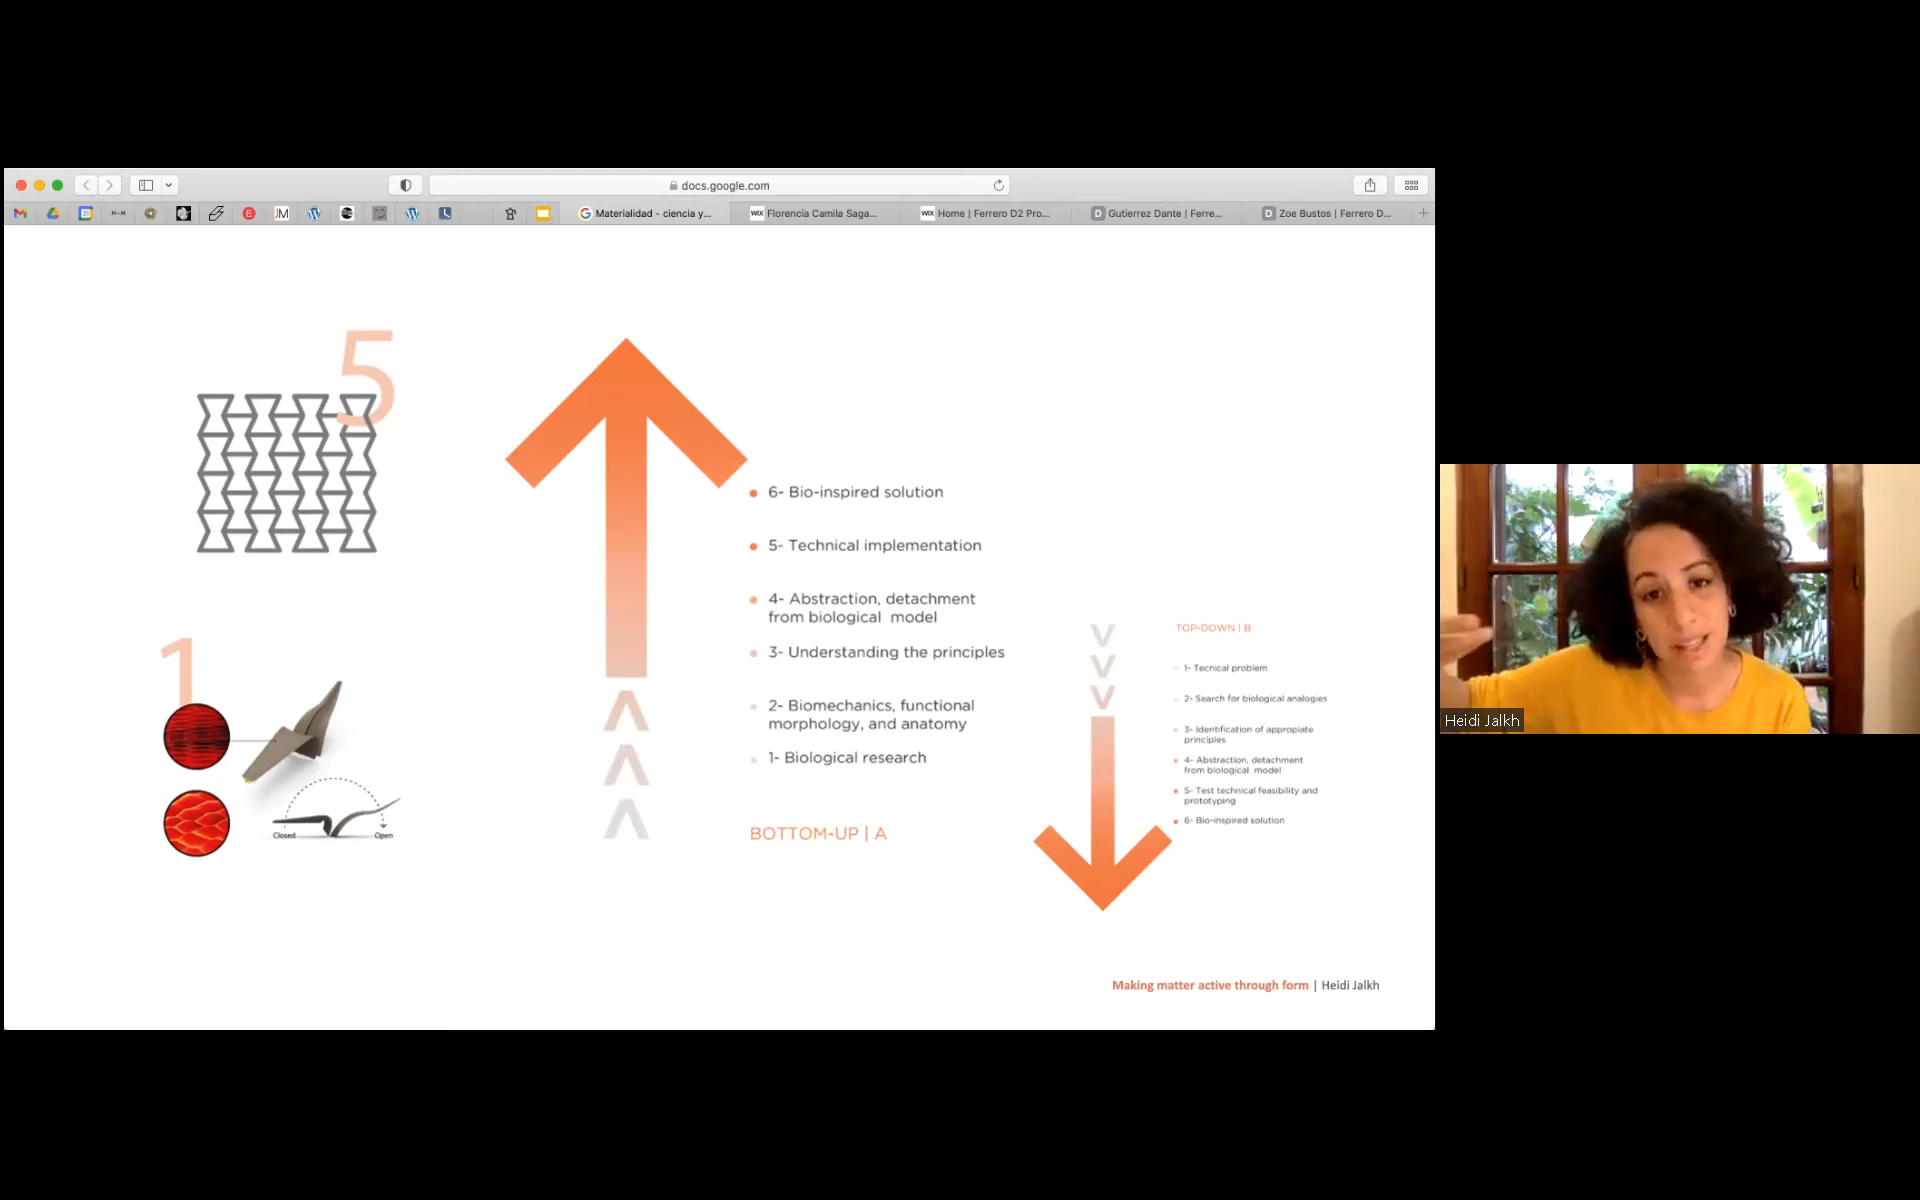 docs.google.com
31
M—M
E
JM
Materialidad - ciencia y...
WIX Florencia Camila Saga...
WIX Home | Ferrero D2 Pro...
D Gutierrez Dante | Ferre...
D Zoe Bustos | Ferrero D...
5
6- Bio-inspired solution
5- Technical implementation
4- Abstraction, detachment
from biological model
3- Understanding the principles
2- Biomechanics, functional
morphology, and anatomy
1- Biological research
BOTTOM-UP | A
1
Closed
Open
TOP-DOWN | B
1- Tecnical problem
2- Search for biological analogies
3- Identification of appropiate
principles
4- Abstraction, detachment
from biological model
5- Test technical feasibility and
prototyping
6- Bio-inspired solution
Making matter active through form | Heidi Jalkh
Heidi Jalkh